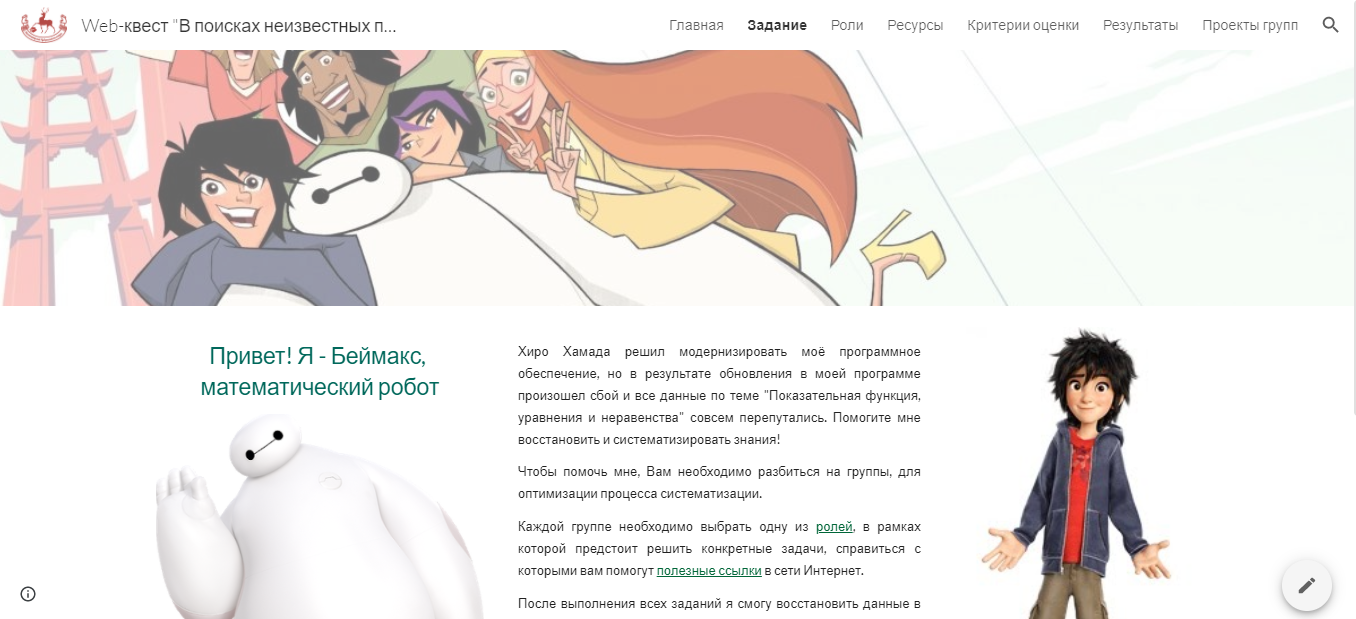 Web-квест "В поисках неизвестных п...
Главная
Задание
Роли
Ресурсы
Критерии оценки
Результаты
Проекты групп
Привет! Я - Беймакс,
математический робот
Хиро Хамада решил модернизировать моё программное
обеспечение, но в результате обновления в моей программе
произошел сбой и все данные по теме "Показательная функция,
уравнения и неравенства" совсем перепутались. Помогите мне
восстановить и систематизировать знания!
Чтобы помочь мне, Вам необходимо разбиться на группы, для
оптимизации процесса систематизации.
Каждой группе необходимо выбрать одну из ролей, в рамках
которой предстоит решить конкретные задачи, справиться с
которыми вам помогут полезные ссылки в сети Интернет.
После выполнения всех заданий я смогу восстановить данные в